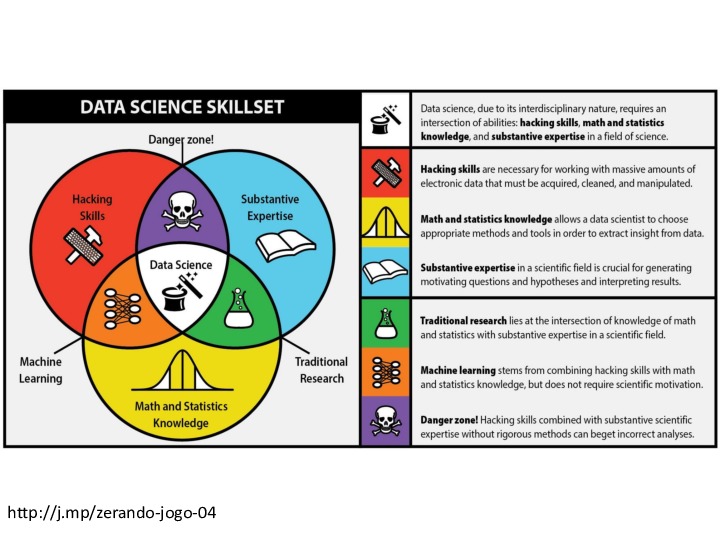 DATA SCIENCE SKILLSET
Danger zone!
Hacking
Skills
Substantive
Expertise
Data Science
Machine
Learning
Traditional
Research
Math and Statistics
Knowledge
Data science, due to its interdisciplinary nature, requires an
intersection of abilities: hacking skills, math and statistics
knowledge, and substantive expertise in a field of science.
Hacking skills are necessary for working with massive amounts of
electronic data that must be acquired, cleaned, and manipulated.
Math and statistics knowledge allows a data scientist to choose
appropriate methods and tools in order to extract insight from data.
Substantive expertise in a scientific field is crucial for generating
motivating questions and hypotheses and interpreting results.
Traditional research lies at the intersection of knowledge of math
and statistics with substantive expertise in a scientific field.
Machine learning stems from combining hacking skills with math
and statistics knowledge, but does not require scientific motivation.
Danger zone! Hacking skills combined with substantive scientific
expertise without rigorous methods can beget incorrect analyses.
http://j.mp/zerando-jogo-04